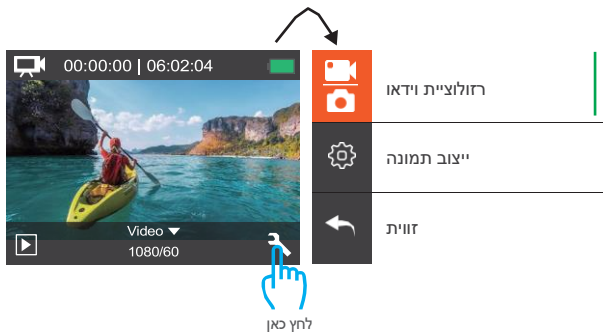 00:00:00 | 06:02:04
Video ▼
1080/60
לחץ כאן
רזולוציית וידאו
ייצוב תמונה
זווית